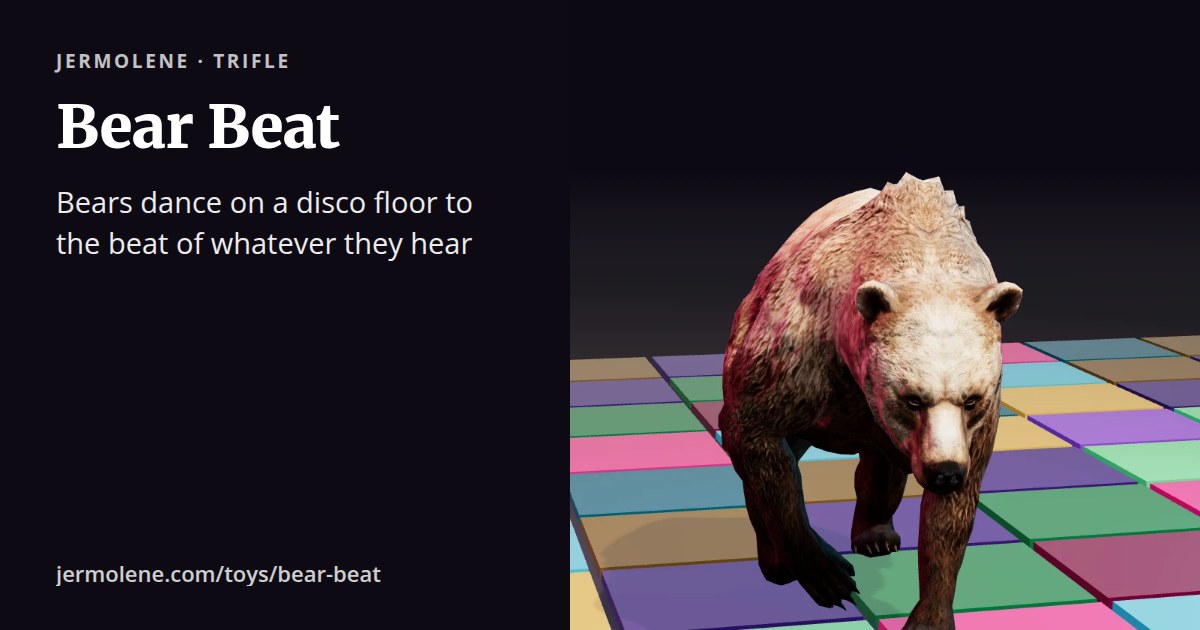 JERMOLENE · TRIFLE
Bear Beat
Bears dance on a disco floor to
the beat of whatever they hear
jermolene.com/toys/bear-beat